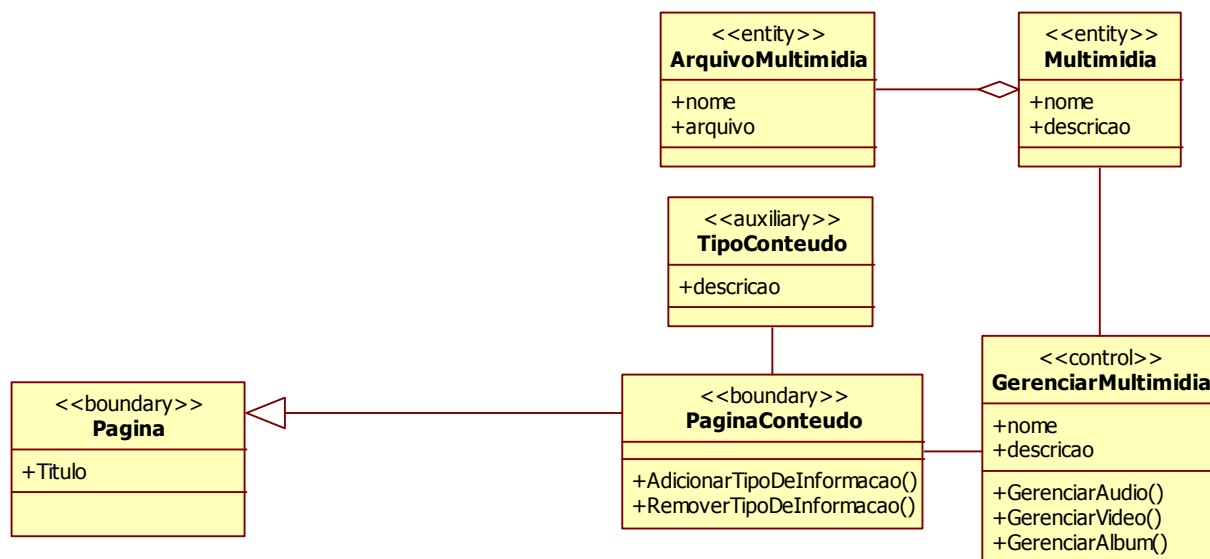 <<entity>>
ArquivoMultimidia
+nome
+arquivo
<<entity>>
Multimidia
+nome
+descricao
<<auxiliary>>
TipoConteudo
+descricao
<<boundary>>
Pagina
+Titulo
<<boundary>>
PaginaConteudo
+AdicionarTipoDeInformacao()
+RemoverTipoDeInformacao()
<<control>>
GerenciarMultimidia
+nome
+descricao
+GerenciarAudio()
+GerenciarVideo()
+GerenciarAlbum()